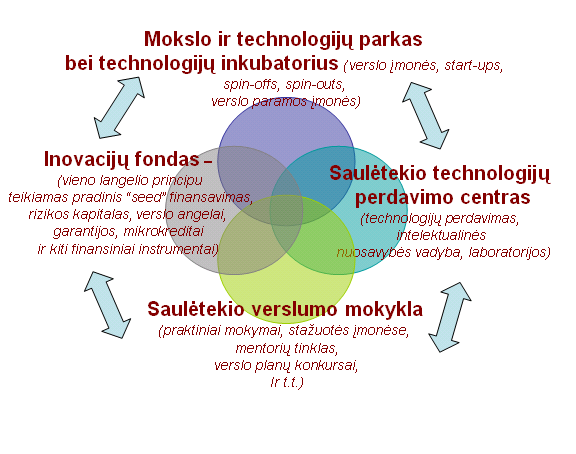 Mokslo ir technologijų parkas
bei technologijų inkubatorius (verslo įmonės, start-ups,
spin-offs, spin-outs,
verslo paramos įmonės)
Inovacijų fondas –
(vieno langelio principu
teikiamas pradinis “seed” finansavimas,
rizikos kapitalas, verslo angelai,
garantijos, mikrokreditai
ir kiti finansiniai instrumentai)
Saulėtekio technologijų
perdavimo centras
(technologijų perdavimas,
intelektualinės
nuosavybės vadyba, laboratorijos)
Saulėtekio verslumo mokykla
(praktiniai mokymai, stažuotės įmonėse,
mentorių tinklas,
verslo planų konkursai,
Ir t.t.)